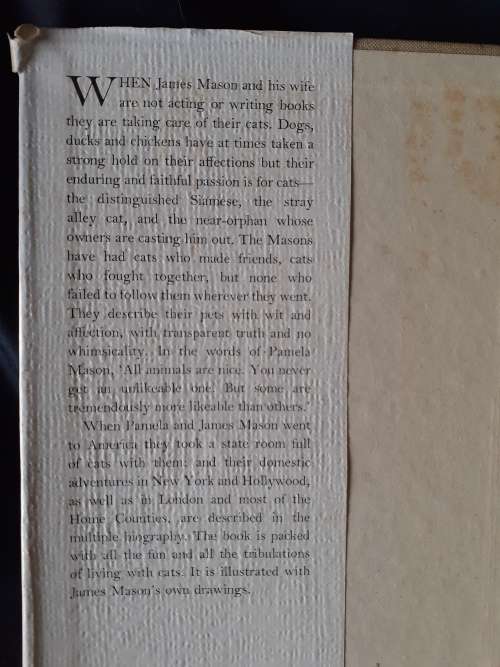 WHEN James Mason and his wife
are not acting or writing books
they are taking care of their cats. Dogs,
ducks and chickens have at times taken a
strong hold on their affections but their
enduring and faithful passion is for cats—
the distinguished Siamese, the stray
alley cat, and the near-orphan whose
owners are casting him out. The Masons
have had cats who made friends, cats
who fought together, but none who
failed to follow them wherever they went.
They describe their pets with wit and
affection, with transparent truth and no
whimsicality. In the words of Pamela
Mason, 'All animals are nice. You never
get an unlikeable one. But some are
tremendously more likeable than others.'
When Pamela and James Mason went
to America they took a state room full
of cats with them: and their domestic
adventures in New York and Hollywood,
as well as in London and most of the
Home Counties, are described in the
multiple biography. The book is packed
with all the fun and all the tribulations
of living with cats. It is illustrated with
James Mason's own drawings.